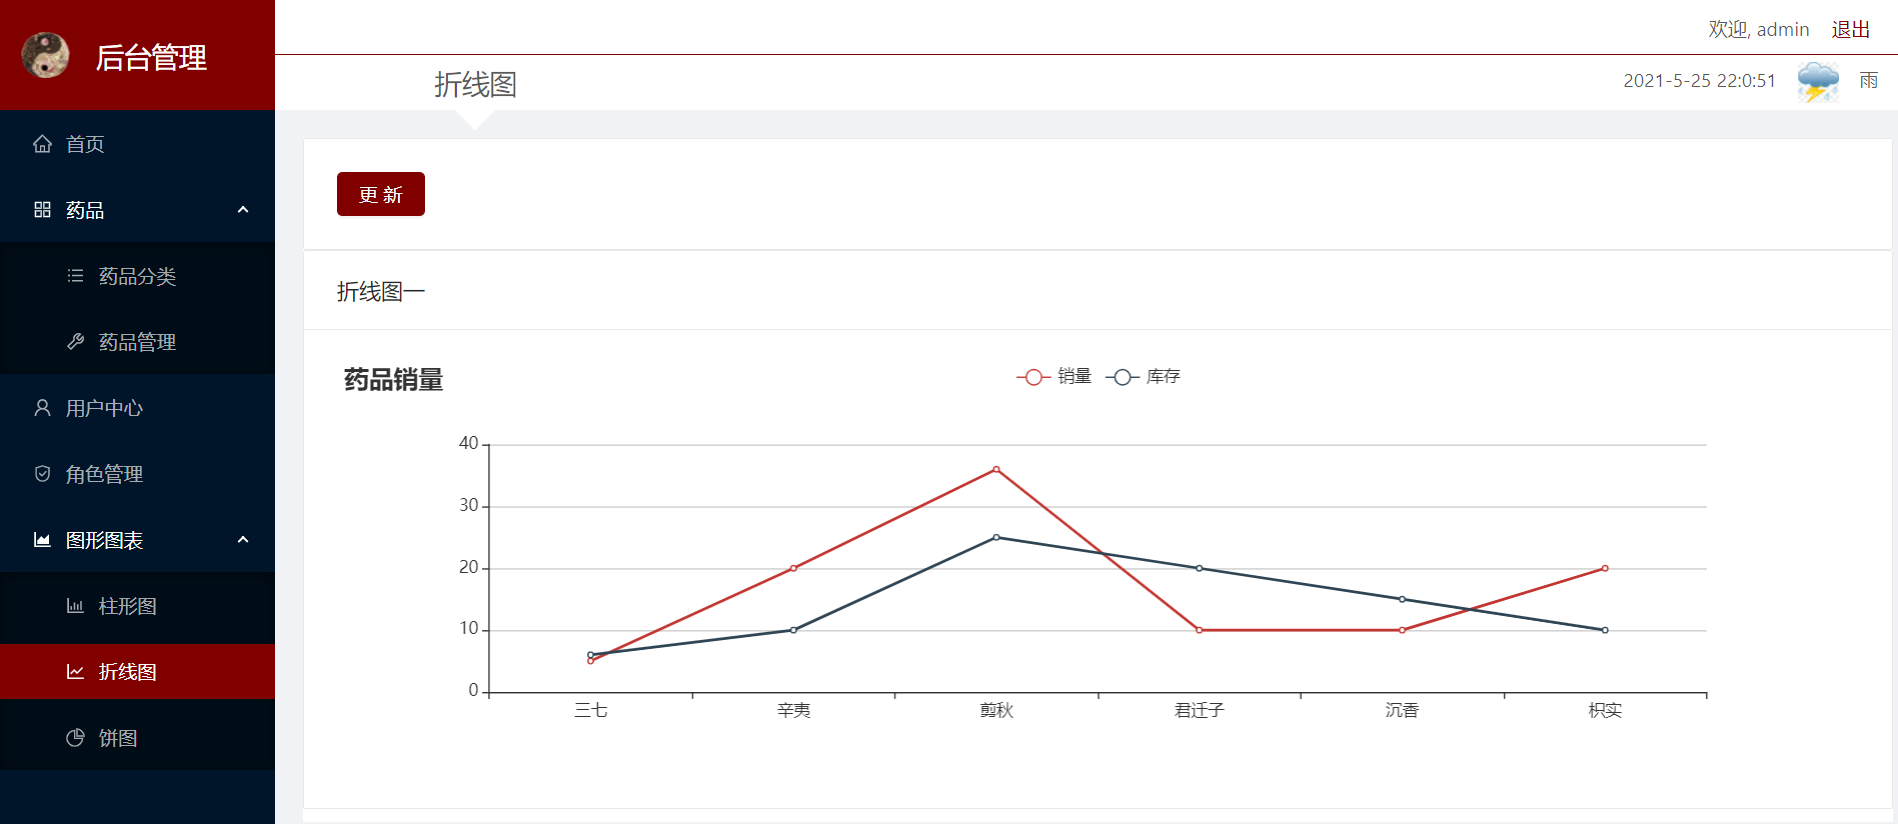 后台管理
首页
药品
药品分类
药品管理
用户中心
角色管理
图形图表
柱形图
折线图
饼图
欢迎, admin 退出
折线图
2021-5-25 22:0:51 雨
更 新
折线图一
药品销量
销量 库存
40
30
20
10
0
三七 辛夷 剪秋 君迁子 沉香 枳实